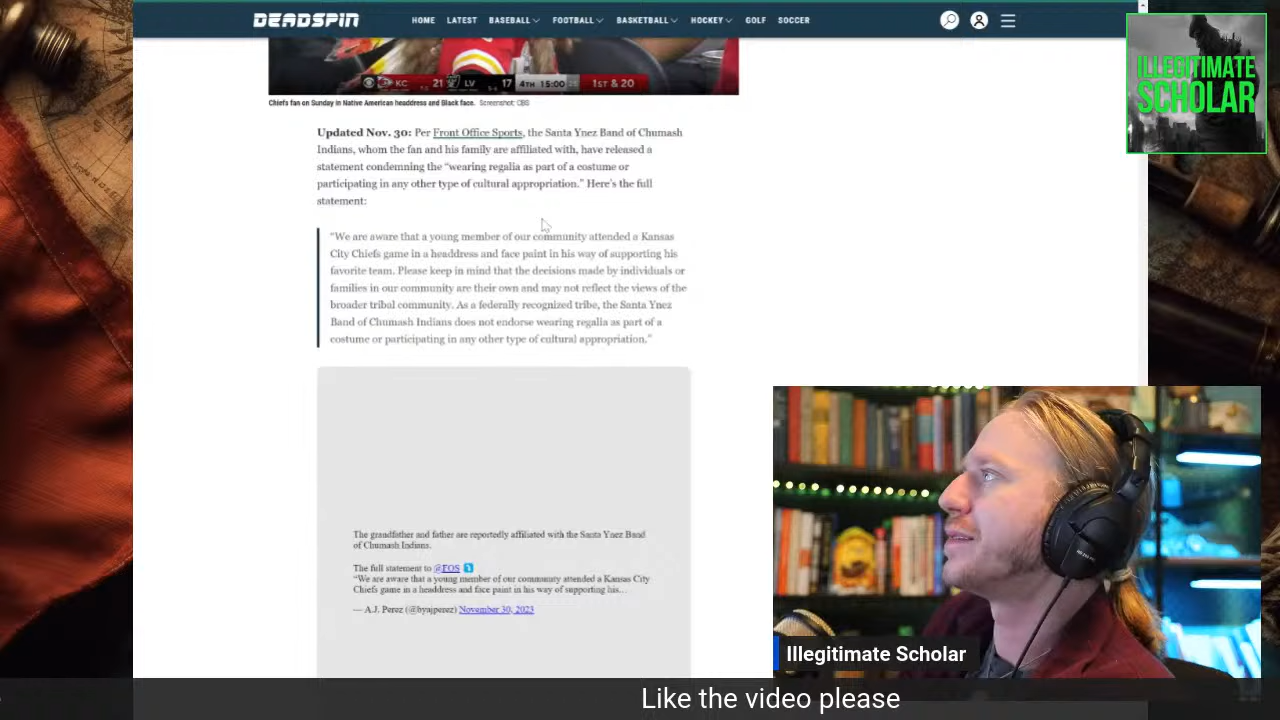 DEADSPIN
HOME LATEST BASEBALL FOOTBALL BASKETBALL HOCKEY GOLF SOCCER
ILLEGITIMATE
SCHOLAR
KC 21 LV 17 4TH 15:00 1ST & 20
Chiefs fan on Sunday in Native American headdress and Black face. Screenshot: CBS
Updated Nov. 30: Per Front Office Sports, the Santa Ynez Band of Chumash
Indians, whom the fan and his family are affiliated with, have released a
statement condemning the “wearing regalia as part of a costume or
participating in any other type of cultural appropriation.” Here’s the full
statement:
“We are aware that a young member of our community attended a Kansas
City Chiefs game in a headdress and face paint in his way of supporting his
favorite team. Please keep in mind that the decisions made by individuals or
families in our community are their own and may not reflect the views of the
broader tribal community. As a federally recognized tribe, the Santa Ynez
Band of Chumash Indians does not endorse wearing regalia as part of a
costume or participating in any other type of cultural appropriation.”
The grandfather and father are reportedly affiliated with the Santa Ynez Band
of Chumash Indians.
The full statement to @FOS
“We are aware that a young member of our community attended a Kansas City
Chiefs game in a headdress and face paint in his way of supporting his…
— A.J. Perez (@byajperez) November 30, 2023
Illegitimate Scholar
Like the video please